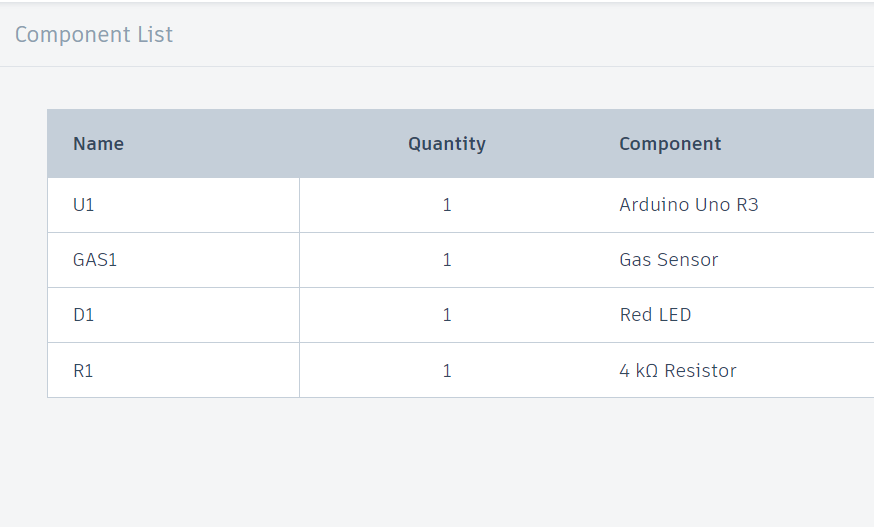 Component List
Name Quantity Component
U1 1 Arduino Uno R3
GAS1 1 Gas Sensor
D1 1 Red LED
R1 1 4 kΩ Resistor